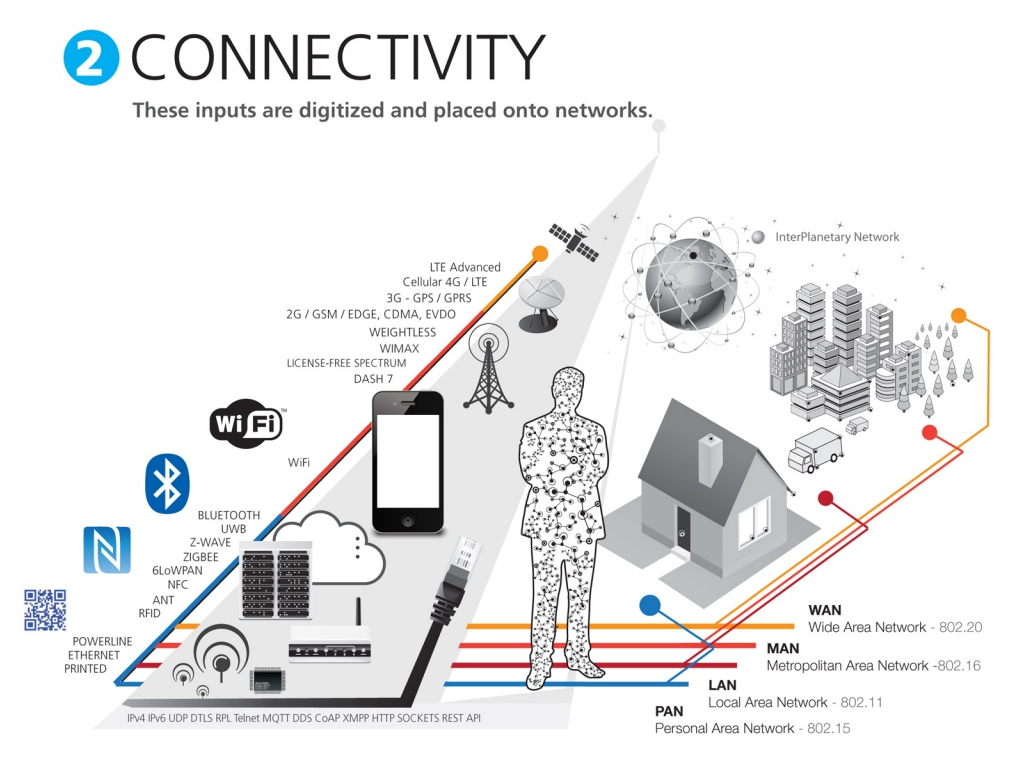 2 CONNECTIVITY
These inputs are digitized and placed onto networks.
InterPlanetary Network
LTE Advanced
Cellular 4G / LTE
3G - GPS / GPRS
2G / GSM / EDGE, CDMA, EVDO
WEIGHTLESS
WIMAX
LICENSE-FREE SPECTRUM
DASH 7
WiFi™
WiFi
BLUETOOTH
UWB
Z-WAVE
ZIGBEE
6LoWPAN
NFC
ANT
RFID
POWERLINE
ETHERNET
PRINTED
WAN
Wide Area Network - 802.20
MAN
Metropolitan Area Network -802.16
LAN
Local Area Network - 802.11
PAN
Personal Area Network - 802.15
IPv4 IPv6 UDP DTLS RPL Telnet MQTT DDS CoAP XMPP HTTP SOCKETS REST API